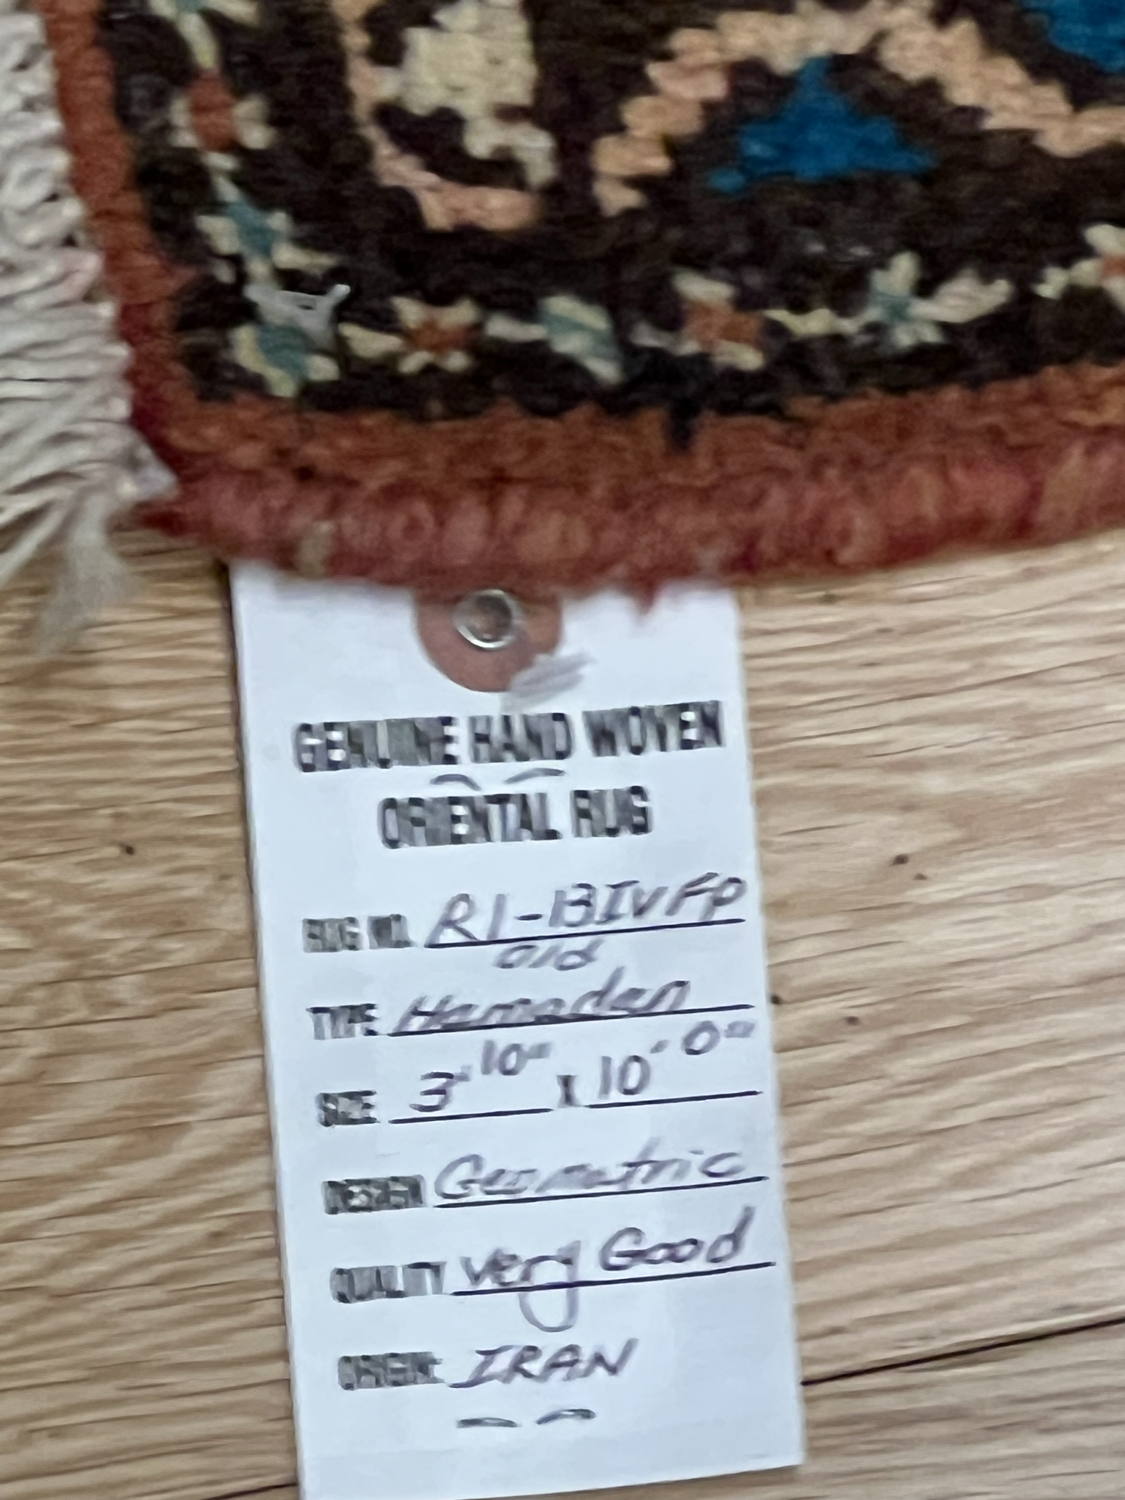 GENUINE HAND WOVEN
ORIENTAL RUG
RUG NO. R1-13IVFP
old
TYPE Hamadan
SIZE 3'10" X 10'0"
DESIGN Geometric
QUALITY very Good
ORIGIN: IRAN